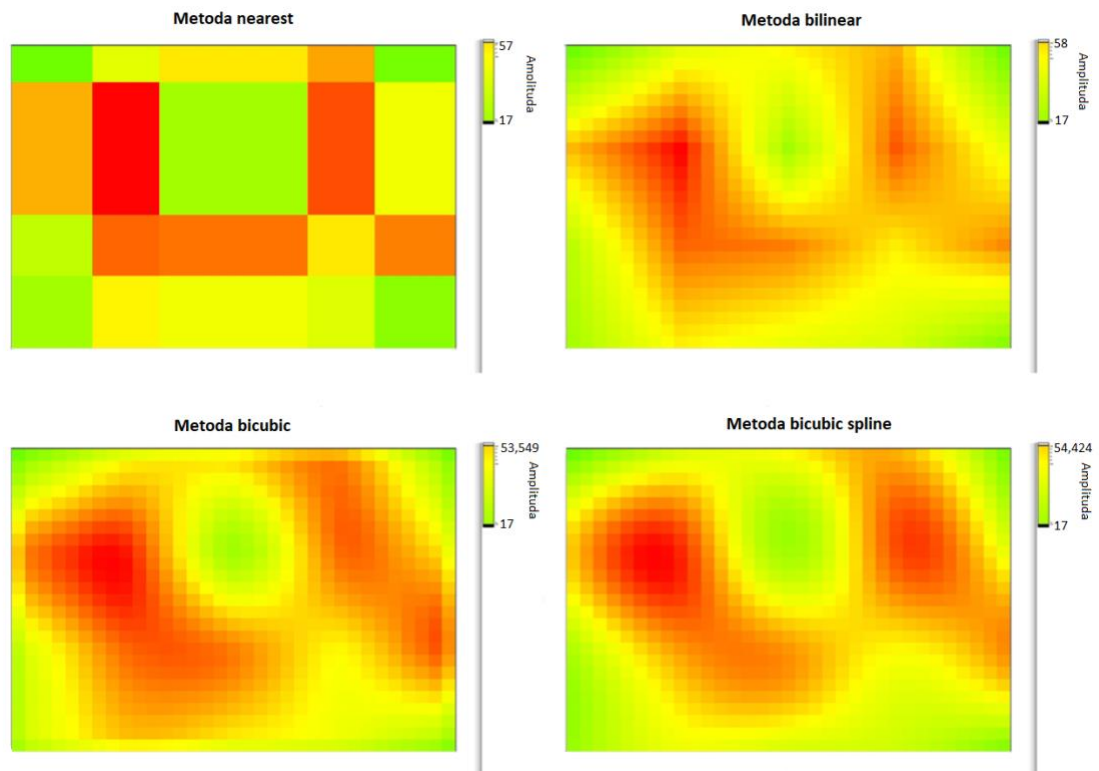 Metoda nearest
57
Amplituda
17
Metoda bilinear
58
Amplituda
17
Metoda bicubic
53,549
Amplituda
17
Metoda bicubic spline
54,424
Amplituda
17